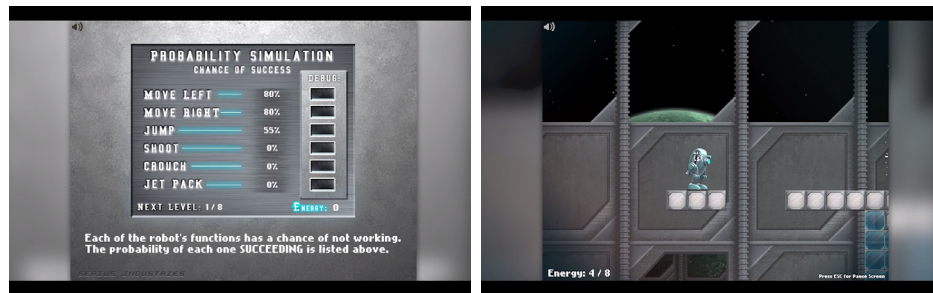 PROBABILITY SIMULATION
CHANCE OF SUCCESS
DEBUG
MOVE LEFT 80%
MOVE RIGHT 80%
JUMP 55%
SHOOT 0%
CROUCH 0%
JET PACK 0%
NEXT LEVEL: 1/8 ENERGY: 0
Each of the robot's functions has a chance of not working.
The probability of each one SUCCEEDING is listed above.
INDUSTRIES
Energy: 4 / 8
Press ESC for Pause Screen